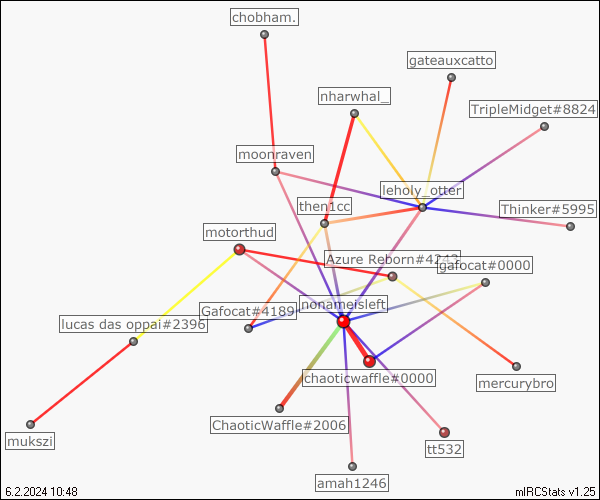 chobham.
gateauxcatto
nharwhal_
TripleMidget#8824
moonraven
leholy_otter
then1cc
Thinker#5995
motorthud
Azure Reborn#4242
gafocat#0000
nonameisleft
Gafocat#4189
lucas das oppai#2396
chaoticwaffle#0000
mercurybro
ChaoticWaffle#2006
mukszi
tt532
amah1246
6.2.2024 10:48
mIRCStats v1.25